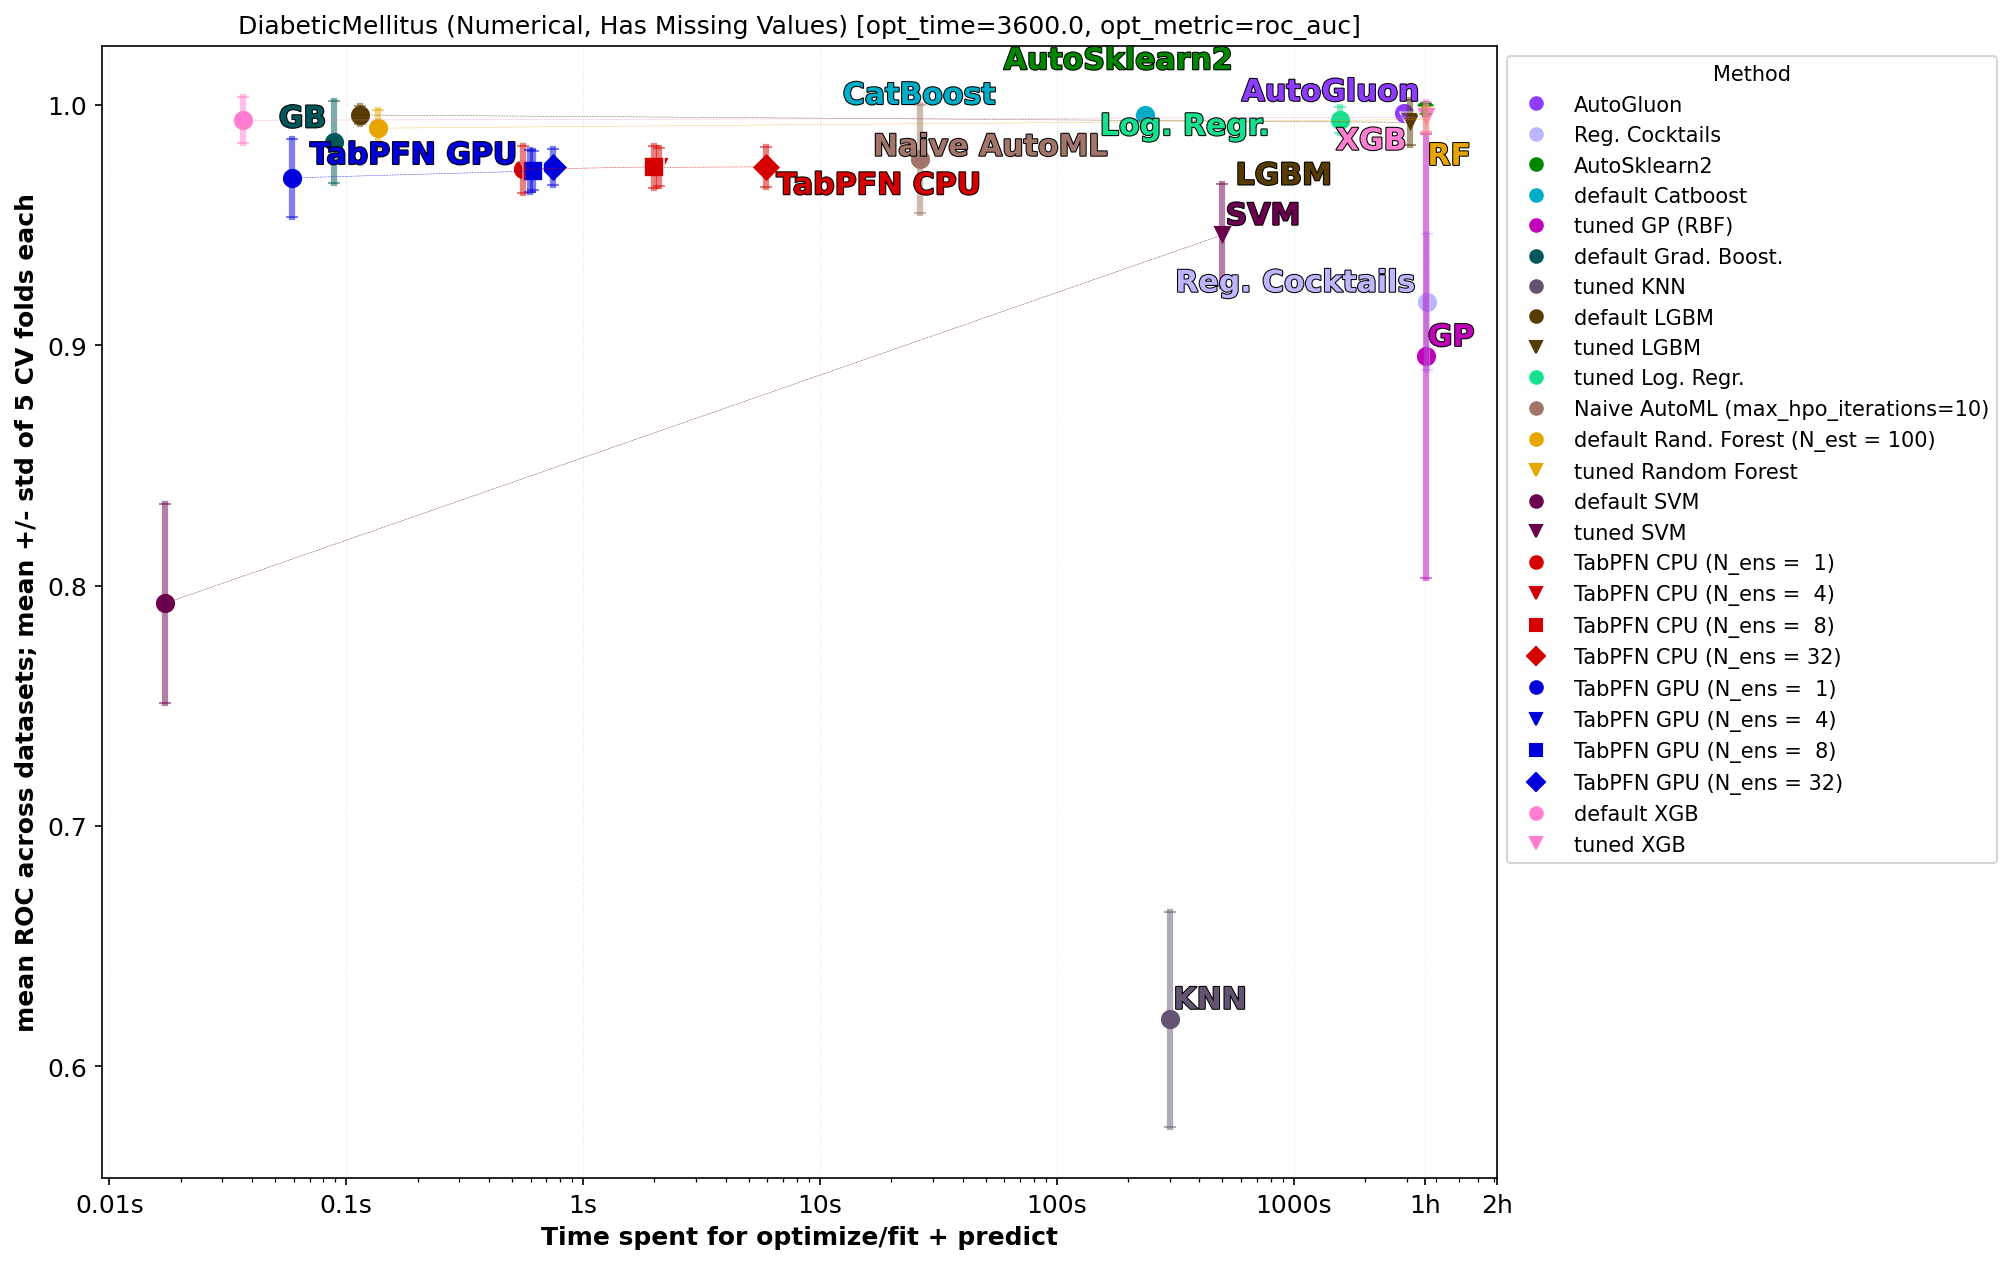 DiabeticMellitus (Numerical, Has Missing Values) [opt_time=3600.0, opt_metric=roc_auc]
mean ROC across datasets; mean +/- std of 5 CV folds each
1.0
0.9
0.8
0.7
0.6
AutoSklearn2
CatBoost
AutoGluon
GB
Log. Regr.
XGB
Naive AutoML
TabPFN GPU
RF
TabPFN CPU
LGBM
SVM
Reg. Cocktails
GP
KNN
0.01s
0.1s
1s
10s
100s
1000s
1h
2h
Time spent for optimize/fit + predict
Method
AutoGluon
Reg. Cocktails
AutoSklearn2
default Catboost
tuned GP (RBF)
default Grad. Boost.
tuned KNN
default LGBM
tuned LGBM
tuned Log. Regr.
Naive AutoML (max_hpo_iterations=10)
default Rand. Forest (N_est = 100)
tuned Random Forest
default SVM
tuned SVM
TabPFN CPU (N_ens =  1)
TabPFN CPU (N_ens =  4)
TabPFN CPU (N_ens =  8)
TabPFN CPU (N_ens = 32)
TabPFN GPU (N_ens =  1)
TabPFN GPU (N_ens =  4)
TabPFN GPU (N_ens =  8)
TabPFN GPU (N_ens = 32)
default XGB
tuned XGB